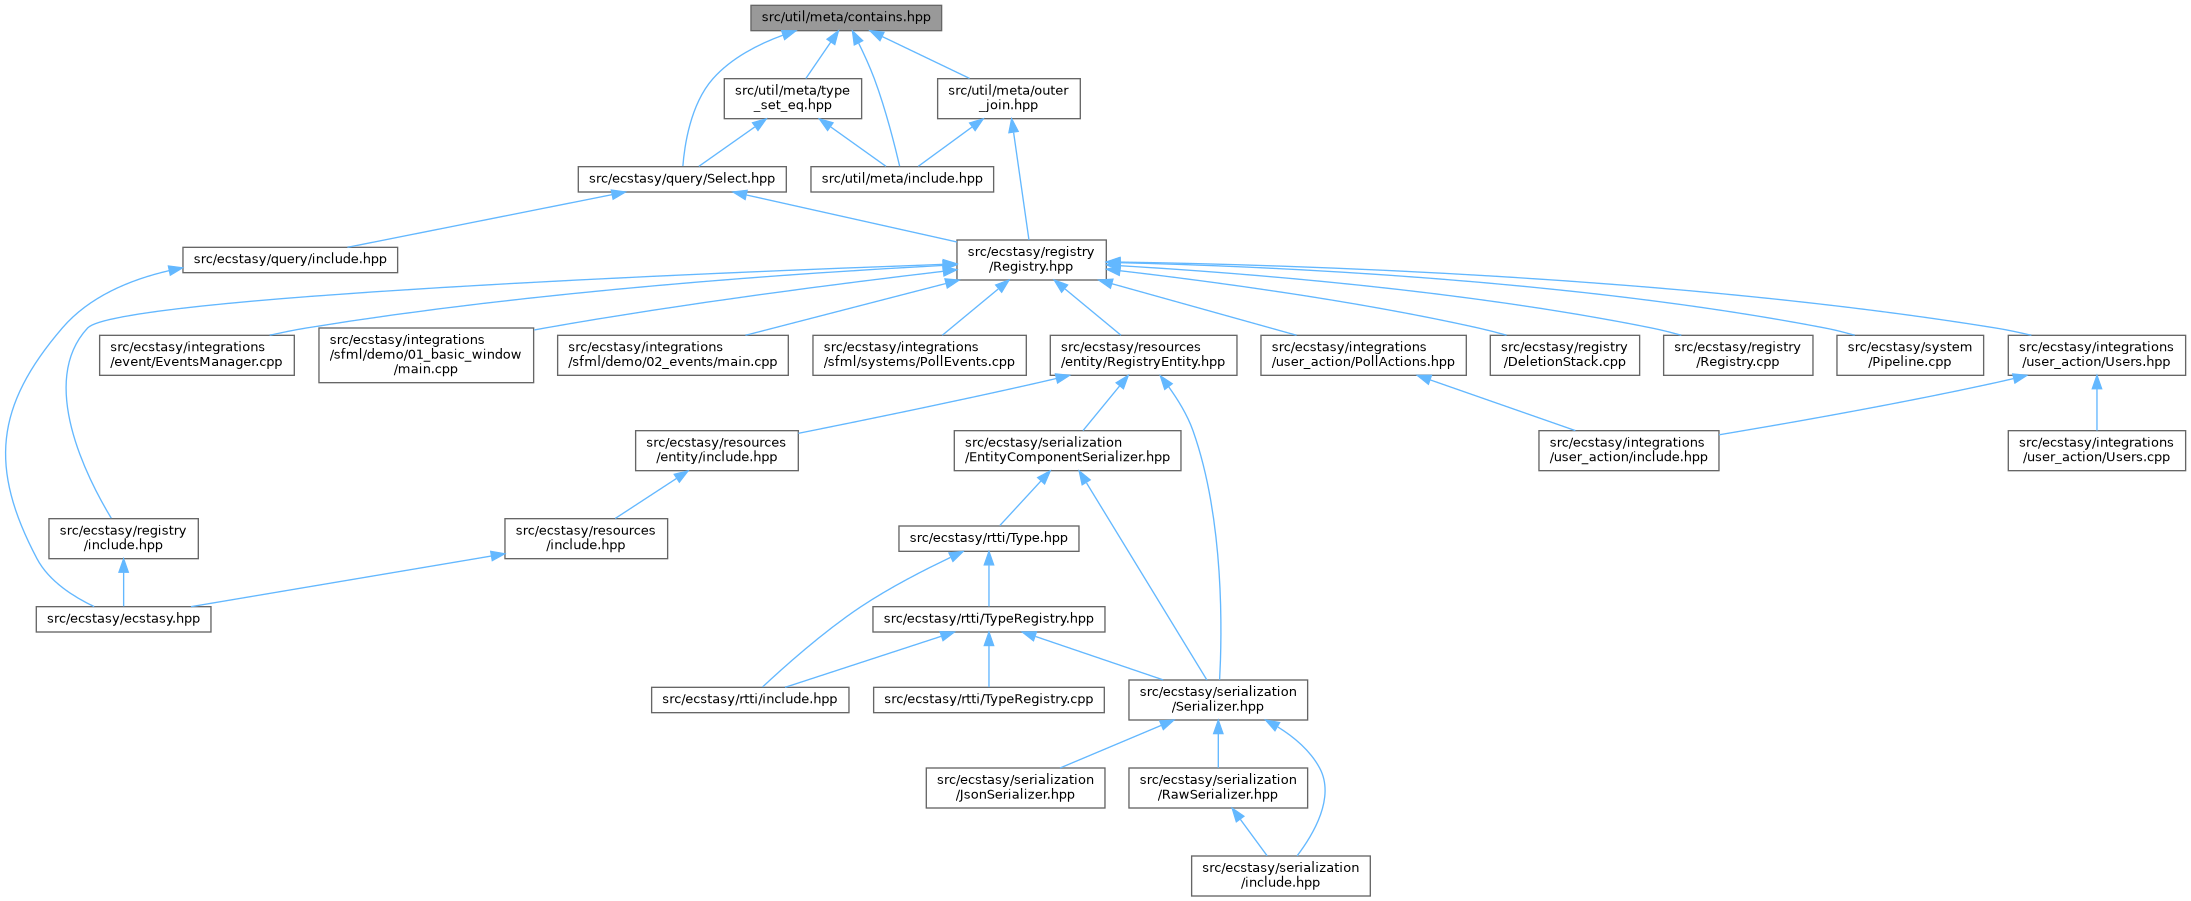 src/util/meta/contains.hpp
src/util/meta/type
_set_eq.hpp
src/util/meta/outer
_join.hpp
src/ecstasy/query/Select.hpp
src/util/meta/include.hpp
src/ecstasy/query/include.hpp
src/ecstasy/registry
/Registry.hpp
src/ecstasy/integrations
/event/EventsManager.cpp
src/ecstasy/integrations
/sfml/demo/01_basic_window
/main.cpp
src/ecstasy/integrations
/sfml/demo/02_events/main.cpp
src/ecstasy/integrations
/sfml/systems/PollEvents.cpp
src/ecstasy/resources
/entity/RegistryEntity.hpp
src/ecstasy/integrations
/user_action/PollActions.hpp
src/ecstasy/registry
/DeletionStack.cpp
src/ecstasy/registry
/Registry.cpp
src/ecstasy/system
/Pipeline.cpp
src/ecstasy/integrations
/user_action/Users.hpp
src/ecstasy/resources
/entity/include.hpp
src/ecstasy/serialization
/EntityComponentSerializer.hpp
src/ecstasy/integrations
/user_action/include.hpp
src/ecstasy/integrations
/user_action/Users.cpp
src/ecstasy/registry
/include.hpp
src/ecstasy/resources
/include.hpp
src/ecstasy/rtti/Type.hpp
src/ecstasy/ecstasy.hpp
src/ecstasy/rtti/TypeRegistry.hpp
src/ecstasy/rtti/include.hpp
src/ecstasy/rtti/TypeRegistry.cpp
src/ecstasy/serialization
/Serializer.hpp
src/ecstasy/serialization
/JsonSerializer.hpp
src/ecstasy/serialization
/RawSerializer.hpp
src/ecstasy/serialization
/include.hpp